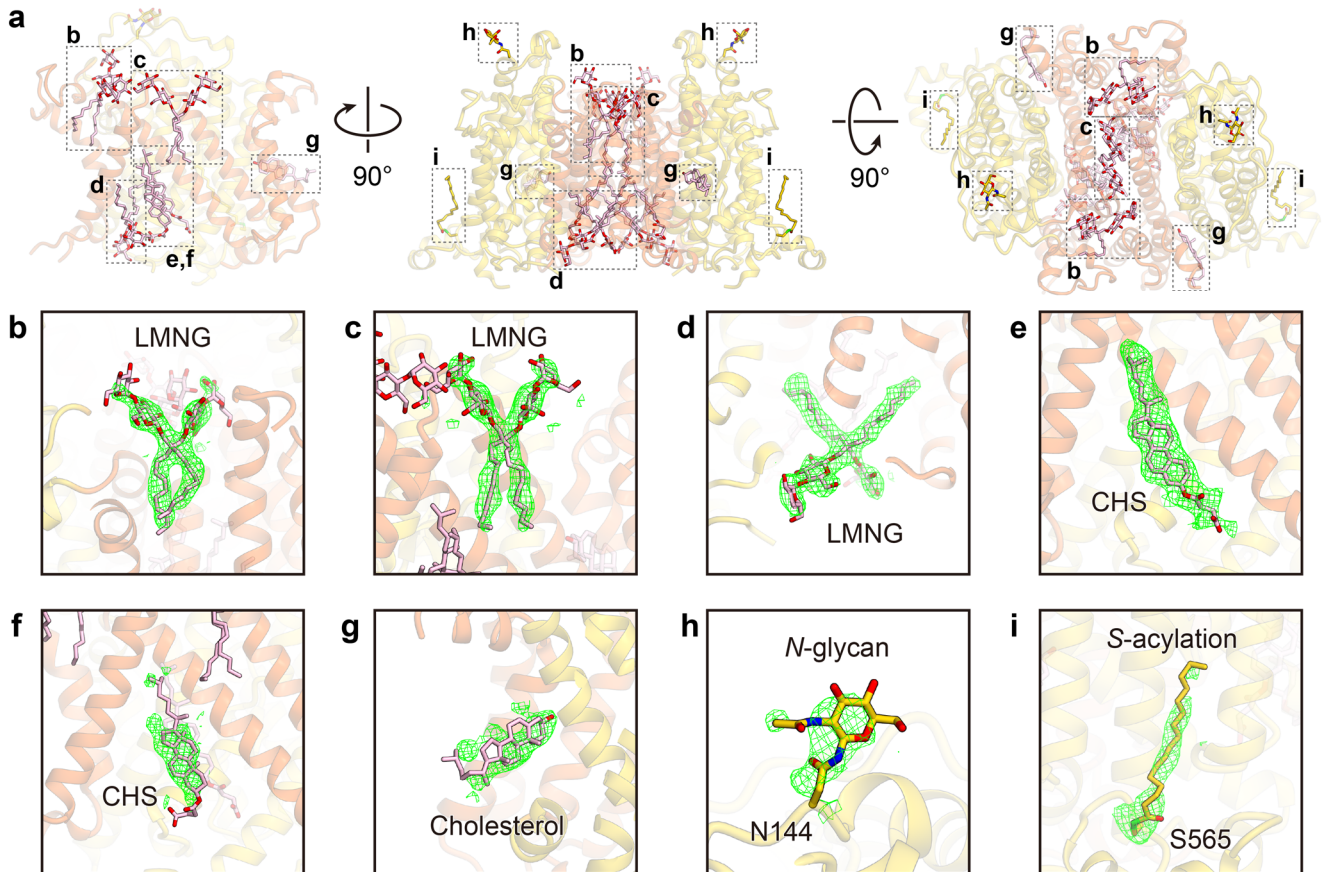 a
b
c
d
e,f
g
90°
h
h
b
c
i
g
g
i
d
90°
g
b
i
c
h
h
i
g
b
b
LMNG
c
LMNG
d
LMNG
e
CHS
f
CHS
g
Cholesterol
h
N-glycan
N144
i
S-acylation
S565